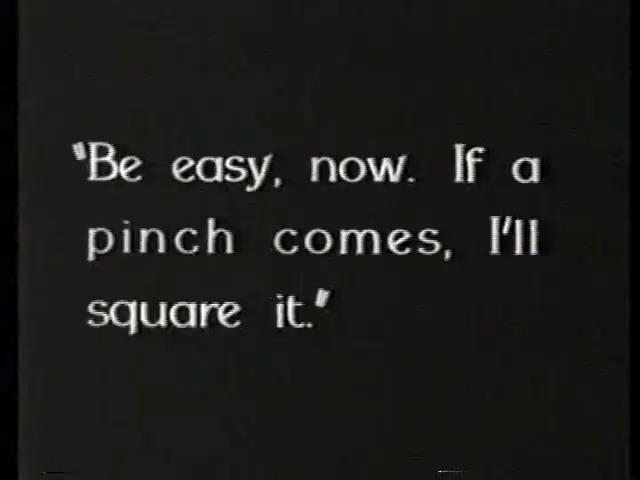 "Be easy, now. If a
pinch comes, I'll
square it."